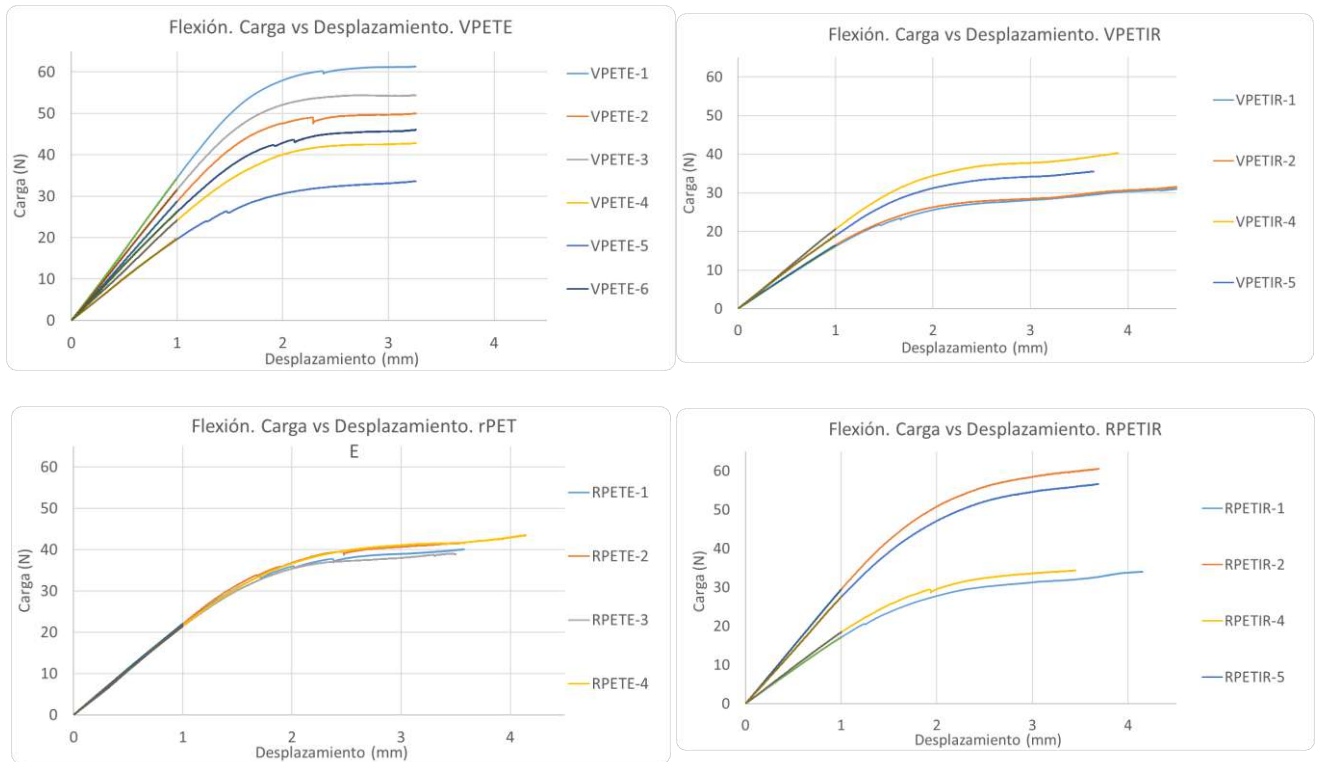 Flexión. Carga vs Desplazamiento. VPETE
Carga (N)
60
50
40
30
20
10
0
0 1 2 3 4
Desplazamiento (mm)
VPETE-1
VPETE-2
VPETE-3
VPETE-4
VPETE-5
VPETE-6
Flexión. Carga vs Desplazamiento. VPETIR
Carga (N)
60
50
40
30
20
10
0
0 1 2 3 4
Desplazamiento (mm)
VPETIR-1
VPETIR-2
VPETIR-4
VPETIR-5
Flexión. Carga vs Desplazamiento. rPET
E
Carga (N)
60
50
40
30
20
10
0
0 1 2 3 4
Desplazamiento (mm)
RPETE-1
RPETE-2
RPETE-3
RPETE-4
Flexión. Carga vs Desplazamiento. RPETIR
Carga (N)
60
50
40
30
20
10
0
0 1 2 3 4
Desplazamiento (mm)
RPETIR-1
RPETIR-2
RPETIR-4
RPETIR-5